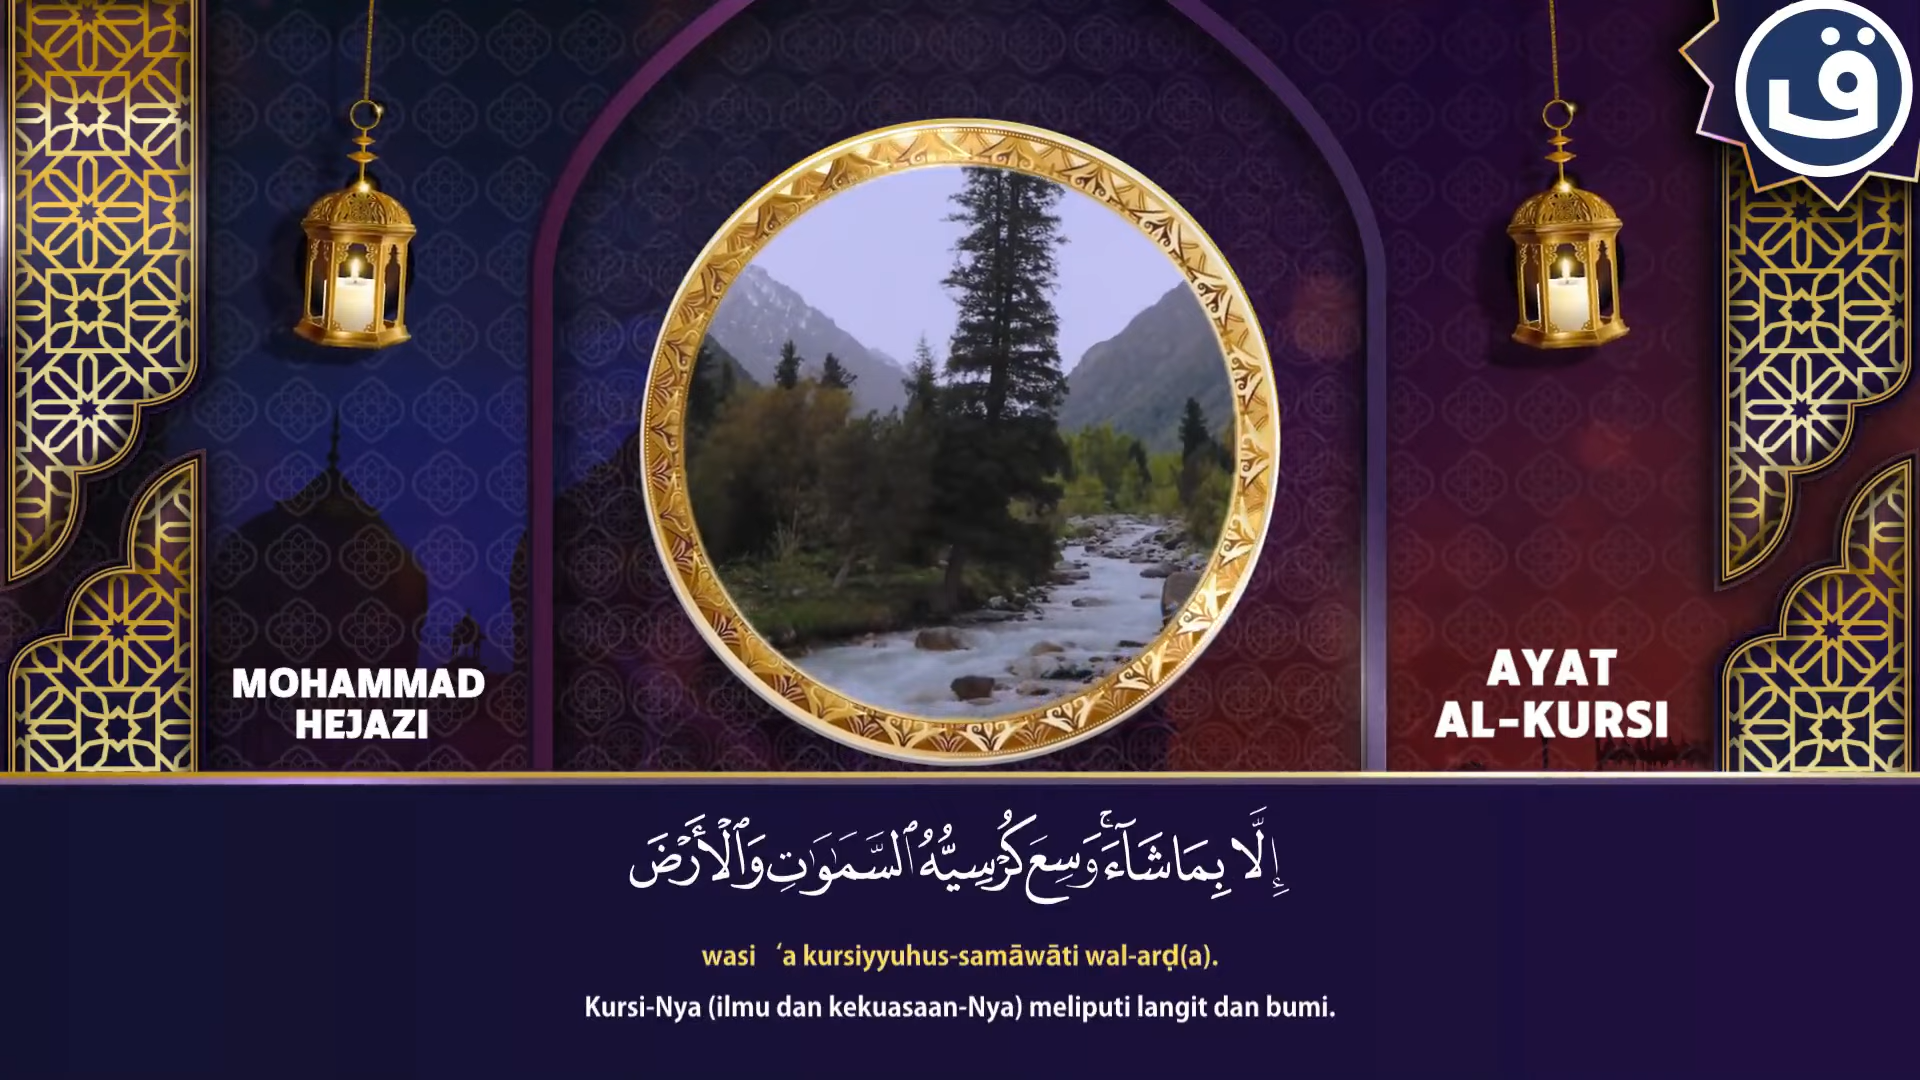 ق
MOHAMMAD
HEJAZI
AYAT
AL-KURSI
إِلَّا بِمَا شَآءَۚ وَسِعَ كُرْسِيُّهُ ٱلسَّمَـٰوَٰتِ وَٱلْأَرْضَ
wasi ‘a kursiyyuhus-samāwāti wal-arḍ(a).
Kursi-Nya (ilmu dan kekuasaan-Nya) meliputi langit dan bumi.